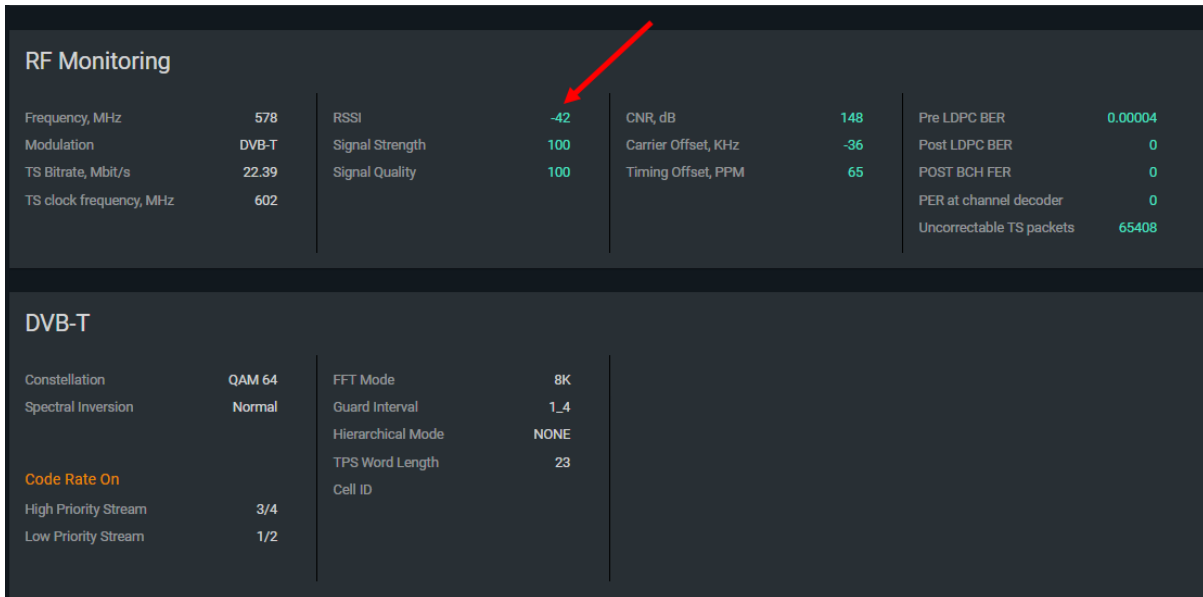 RF Monitoring
Frequency, MHz 578
Modulation DVB-T
TS Bitrate, Mbit/s 22.39
TS clock frequency, MHz 602
RSSI -42
Signal Strength 100
Signal Quality 100
CNR, dB 148
Carrier Offset, KHz -36
Timing Offset, PPM 65
Pre LDPC BER 0.00004
Post LDPC BER 0
POST BCH FER 0
PER at channel decoder 0
Uncorrectable TS packets 65408
DVB-T
Constellation QAM 64
Spectral Inversion Normal
Code Rate On
High Priority Stream 3/4
Low Priority Stream 1/2
FFT Mode 8K
Guard Interval 1_4
Hierarchical Mode NONE
TPS Word Length 23
Cell ID